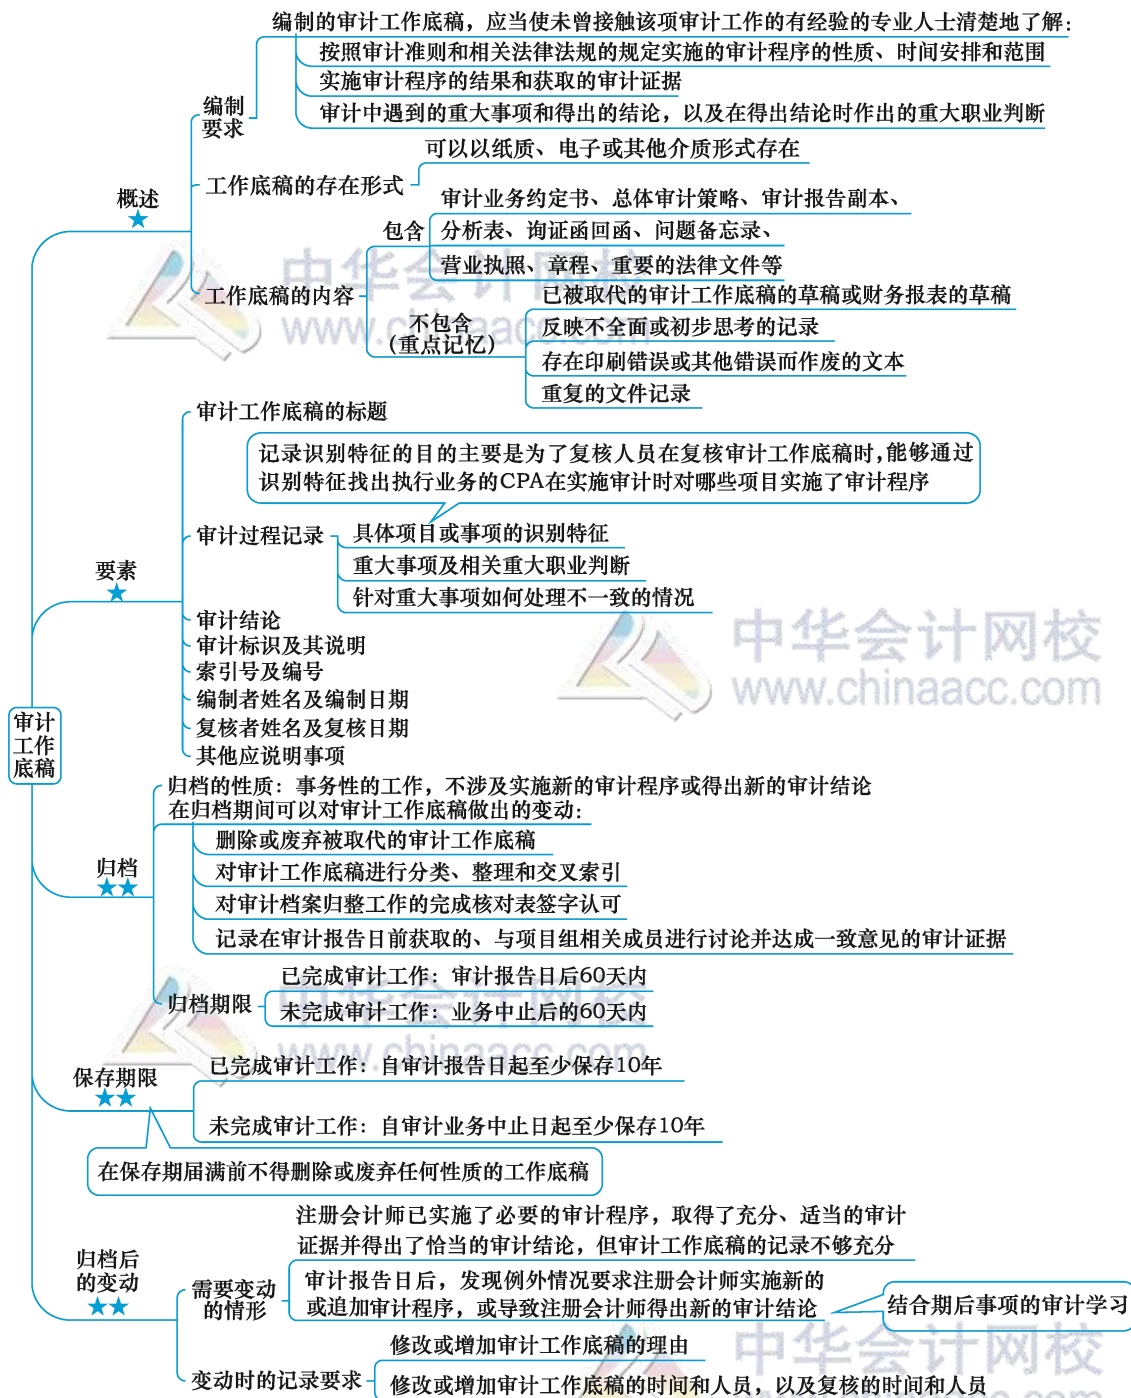 编制的审计工作底稿，应当使未曾接触该项审计工作的有经验的专业人士清楚地了解：
按照审计准则和相关法律法规的规定实施的审计程序的性质、时间安排和范围
实施审计程序的结果和获取的审计证据
审计中遇到的重大事项和得出的结论，以及在得出结论时作出的重大职业判断
编制
要求
可以以纸质、电子或其他介质形式存在
工作底稿的存在形式
概述
审计业务约定书、总体审计策略、审计报告副本、
分析表、询证函回函、问题备忘录、
营业执照、章程、重要的法律文件等
包含
工作底稿的内容
已被取代的审计工作底稿的草稿或财务报表的草稿
不包含
（重点记忆）
反映不全面或初步思考的记录
存在印刷错误或其他错误而作废的文本
重复的文件记录
中华会计网校
www.chinaacc.com
审计工作底稿的标题
记录识别特征的目的主要是为了复核人员在复核审计工作底稿时，能够通过
识别特征找出执行业务的CPA在实施审计时对哪些项目实施了审计程序
审计过程记录
具体项目或事项的识别特征
重大事项及相关重大职业判断
针对重大事项如何处理不一致的情况
要素
审计结论
审计标识及其说明
索引号及编号
编制者姓名及编制日期
复核者姓名及复核日期
其他应说明事项
中华会计网校
www.chinaacc.com
审计
工作
底稿
归档的性质：事务性的工作，不涉及实施新的审计程序或得出新的审计结论
在归档期间可以对审计工作底稿做出的变动：
删除或废弃被取代的审计工作底稿
归档
对审计工作底稿进行分类、整理和交叉索引
对审计档案归整工作的完成核对表签字认可
记录在审计报告日前获取的、与项目组相关成员进行讨论并达成一致意见的审计证据
已完成审计工作：审计报告日后60天内
归档期限
未完成审计工作：业务中止后的60天内
中华会计网校
www.chinaacc.com
已完成审计工作：自审计报告日起至少保存10年
保存期限
未完成审计工作：自审计业务中止日起至少保存10年
在保存期届满前不得删除或废弃任何性质的工作底稿
注册会计师已实施了必要的审计程序，取得了充分、适当的审计
证据并得出了恰当的审计结论，但审计工作底稿的记录不够充分
归档后
的变动
需要变动
的情形
审计报告日后，发现例外情况要求注册会计师实施新的
或追加审计程序，或导致注册会计师得出新的审计结论
结合期后事项的审计学习
修改或增加审计工作底稿的理由
变动时的记录要求
修改或增加审计工作底稿的时间和人员，以及复核的时间和人员
中华会计网校